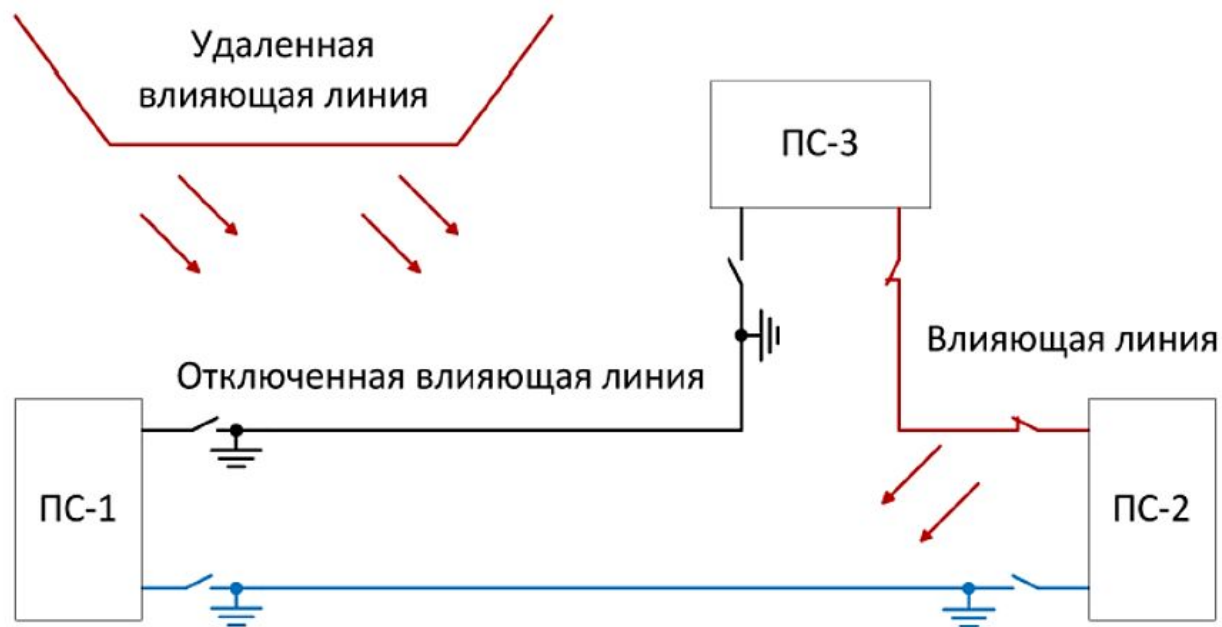 Удаленная
влияющая линия
ПС-3
Влияющая линия
Отключенная влияющая линия
ПС-1
ПС-2